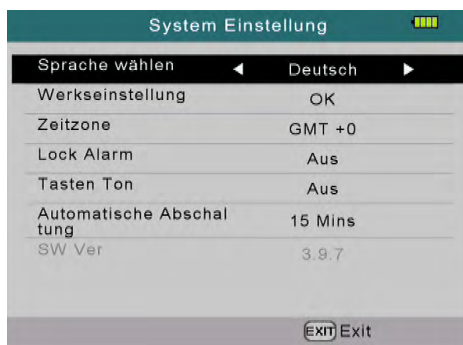 System Einstellung
Sprache wählen Deutsch
Werkseinstellung OK
Zeitzone GMT +0
Lock Alarm Aus
Tasten Ton Aus
Automatische Abschal
tung 15 Mins
SW Ver 3.9.7
EXIT Exit